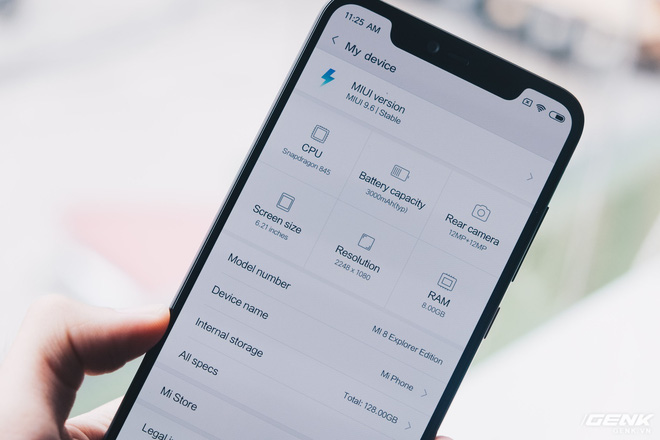 11:25 AM
My device
MIUI version
MIUI 9.6 | Stable
CPU
Snapdragon 845
Battery capacity
3000mAh(typ)
Rear camera
12MP+12MP
Screen size
6.21 inches
Resolution
2248 x 1080
RAM
8.00GB
Model number
Mi 8 Explorer Edition
Device name
Mi Phone
Internal storage
Total: 128.00GB
All specs
Mi Store
Legal
GENK